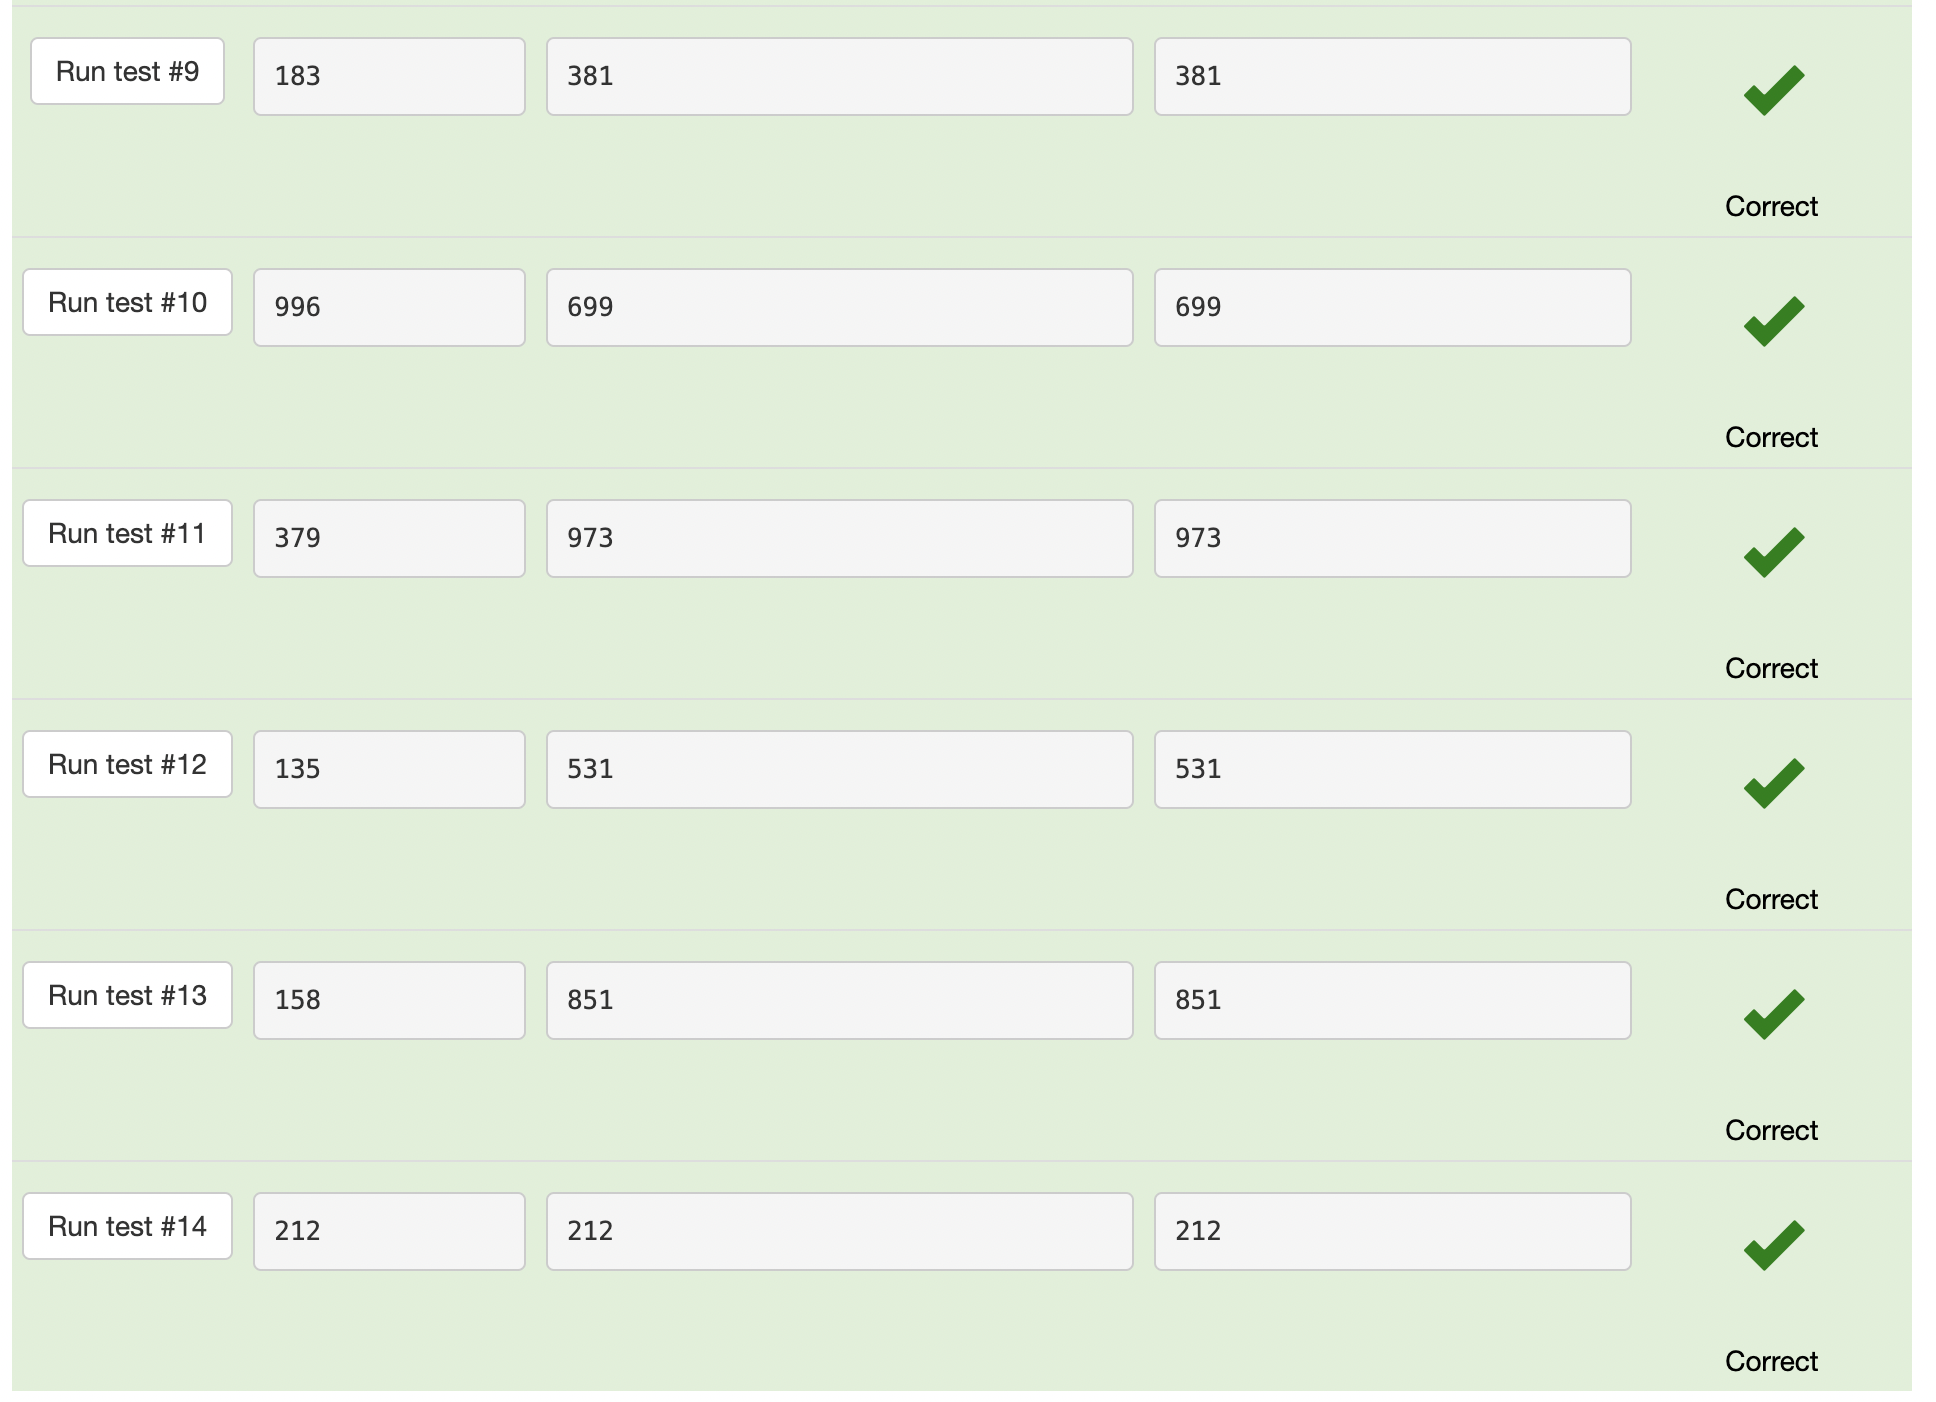 Run test #9 183 381 381
Correct
Run test #10 996 699 699
Correct
Run test #11 379 973 973
Correct
Run test #12 135 531 531
Correct
Run test #13 158 851 851
Correct
Run test #14 212 212 212
Correct